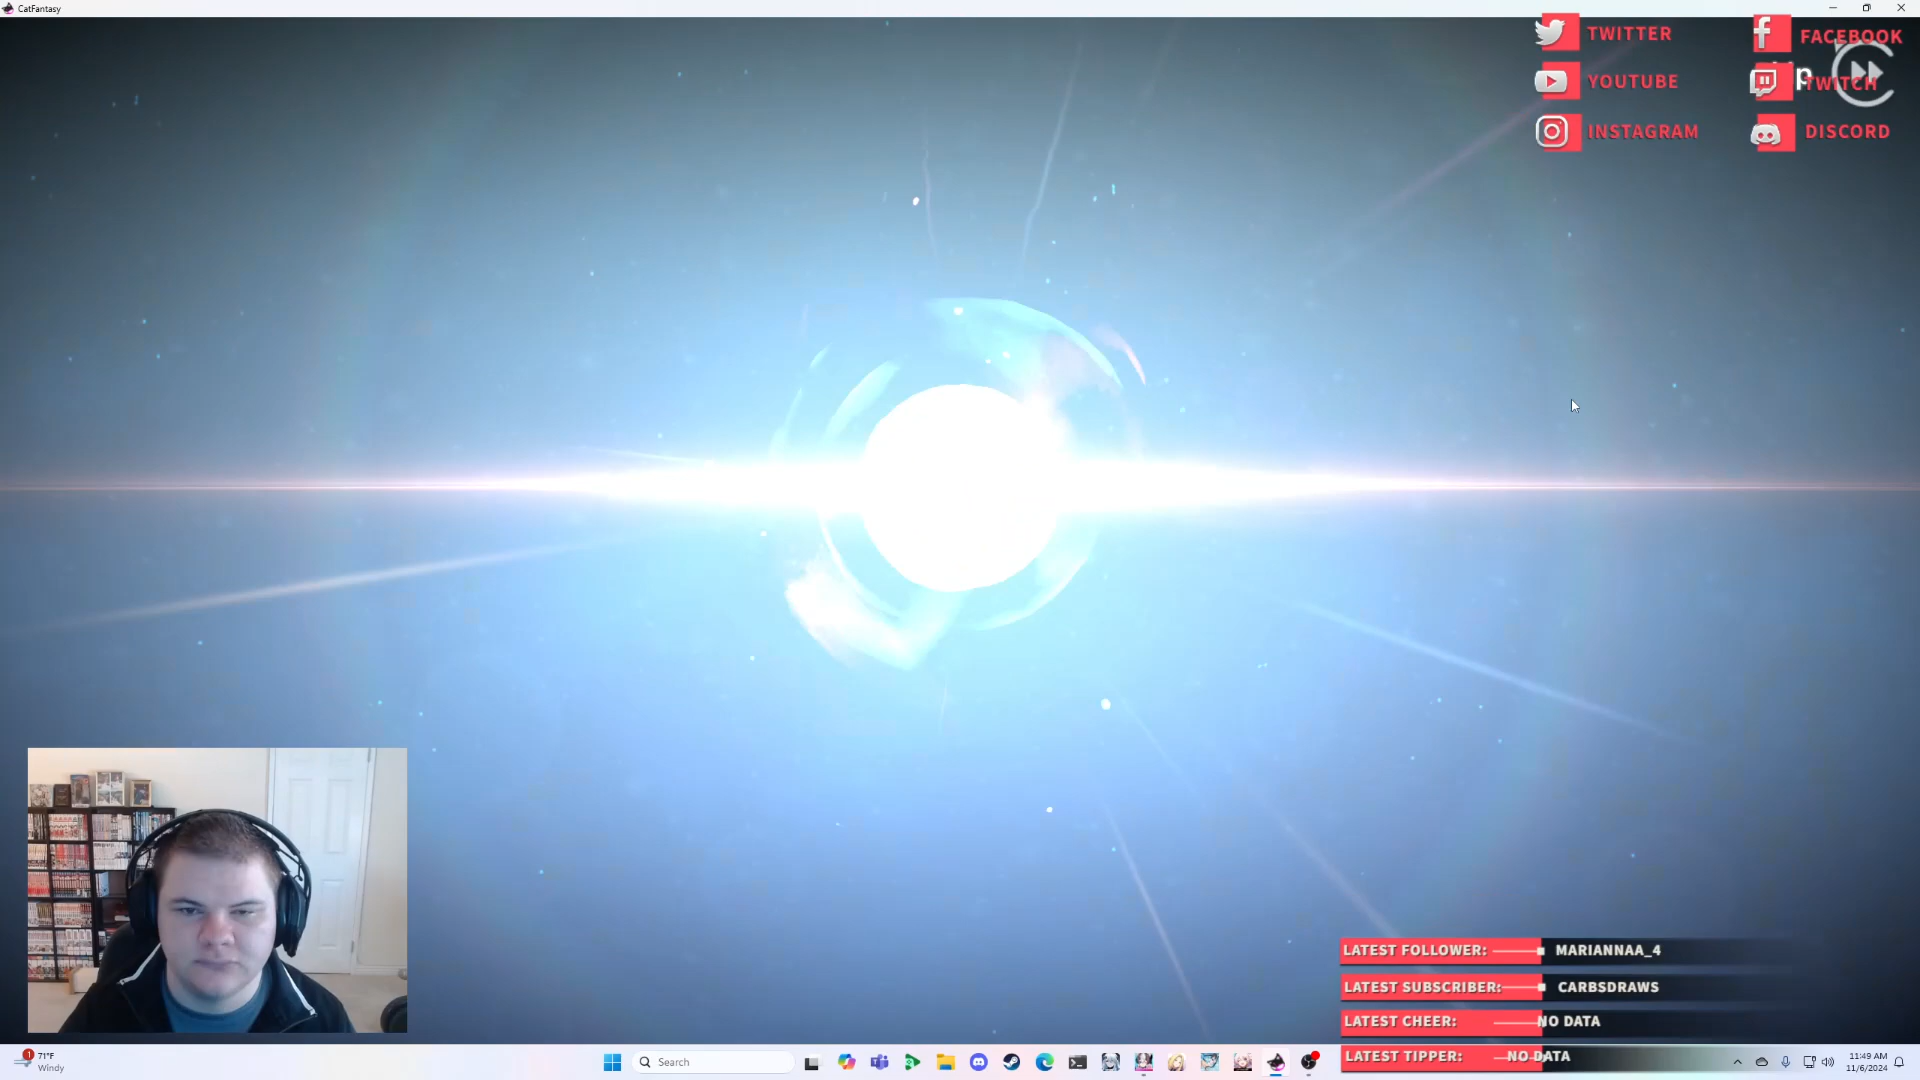 CatFantasy
TWITTER
FACEBOOK
YOUTUBE
TWITCH
INSTAGRAM
DISCORD
LATEST FOLLOWER:
MARIANNAA_4
LATEST SUBSCRIBER:
CARBSDRAWS
LATEST CHEER:
NO DATA
LATEST TIPPER:
NO DATA
1
71°F
Windy
Search
11:49 AM
11/6/2024